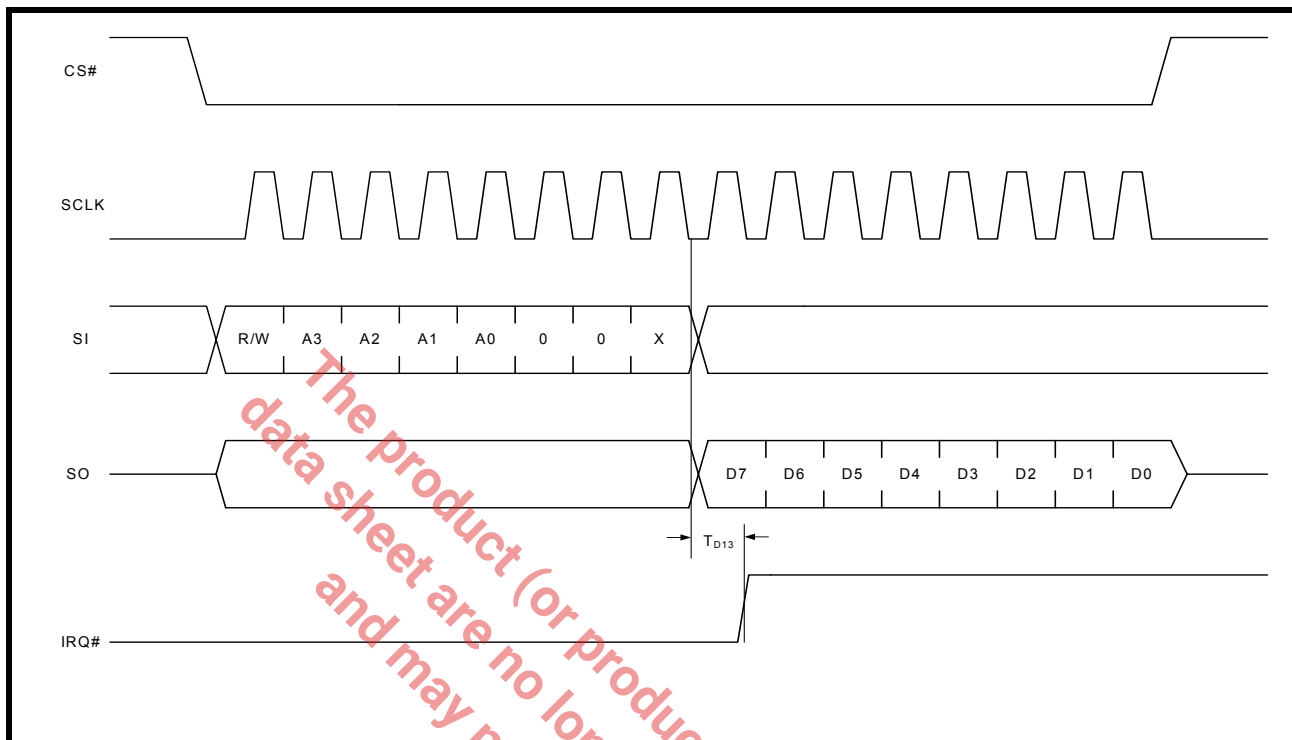 CS#
SCLK
SI
R/W A3 A2 A1 A0 0 0 X
SO
D7 D6 D5 D4 D3 D2 D1 D0
TD13
IRQ#
The product (or produc
data sheet are no lon
and may